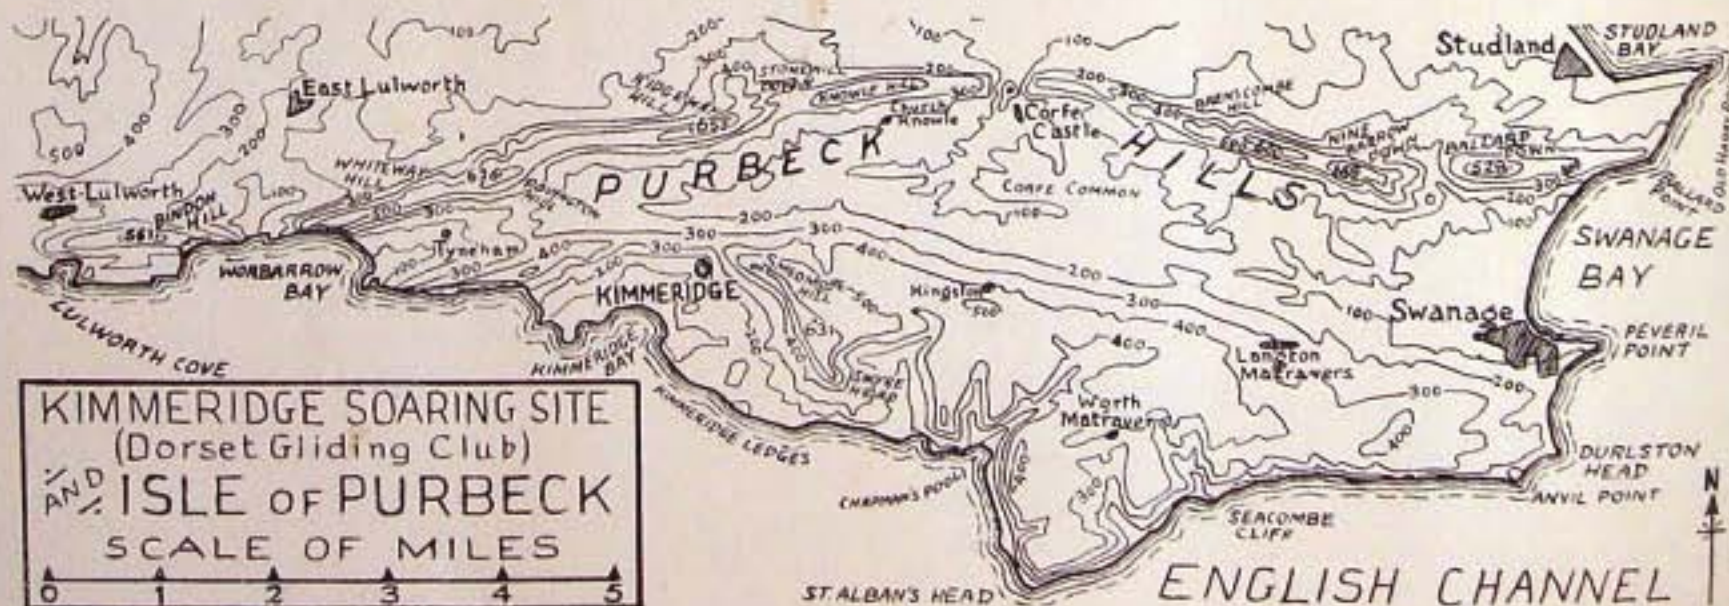 STUDLAND
BAY
Studland
East Lulworth
RIDGEWAY
HILL
KNOWLE HILL
Church
Knowle
Corfe
Castle
BRENSCOMBE
HILL
NINE
BARROW
DOWN
BALLARD
DOWN
WHITEWAY
HILL
West Lulworth
BINDON
HILL
PURBECK
HILLS
CORFE COMMON
BALLARD
POINT
SWANAGE
BAY
Tyneham
WORBARROW
BAY
KIMMERIDGE
SMEDMORE
HILL
Kingston
Swanage
PEVERIL
POINT
LULWORTH COVE
KIMMERIDGE
BAY
KIMMERIDGE LEDGES
SWYRE
HEAD
Langton
Matravers
Worth
Matravers
DURLSTON
HEAD
ANVIL POINT
CHAPMAN'S POOL
SEACOMBE
CLIFF
ST. ALBAN'S HEAD
ENGLISH CHANNEL
N
KIMMERIDGE SOARING SITE
(Dorset Gliding Club)
AND ISLE OF PURBECK
SCALE OF MILES
0 1 2 3 4 5